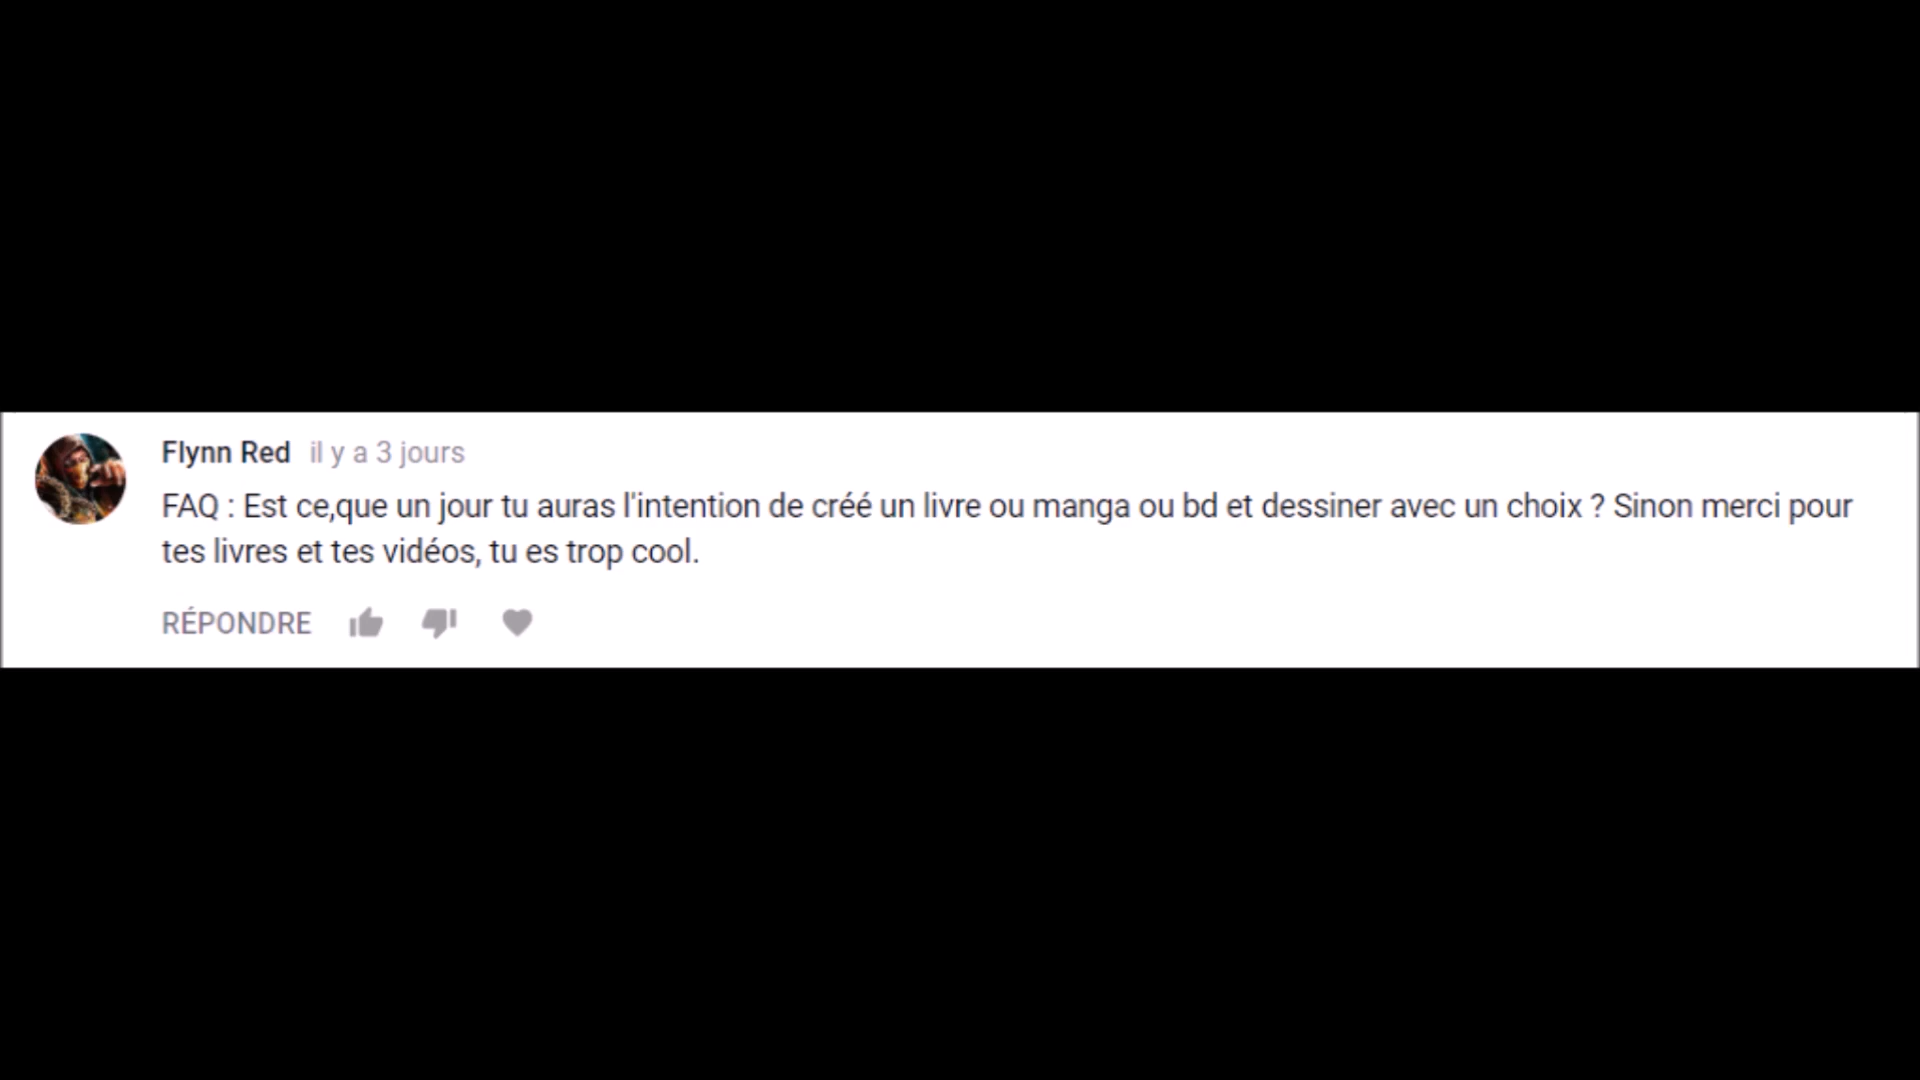 Flynn Red il y a 3 jours
FAQ : Est ce,que un jour tu auras l'intention de créé un livre ou manga ou bd et dessiner avec un choix ? Sinon merci pour
tes livres et tes vidéos, tu es trop cool.
RÉPONDRE